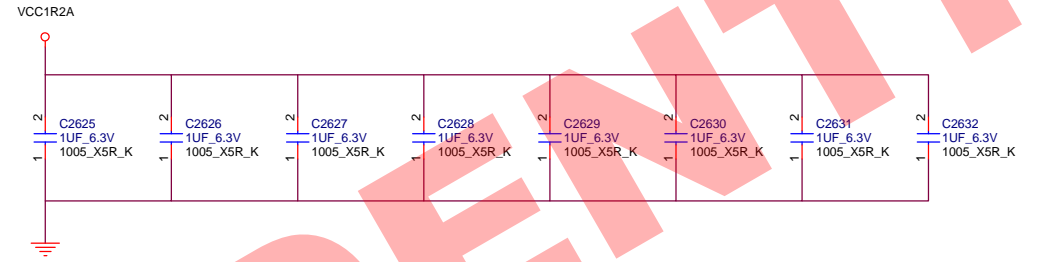 VCC1R2A
2
C2625
1UF_6.3V
1005_X5R_K
1
2
C2626
1UF_6.3V
1005_X5R_K
1
2
C2627
1UF_6.3V
1005_X5R_K
1
2
C2628
1UF_6.3V
1005_X5R_K
1
2
C2629
1UF_6.3V
1005_X5R_K
1
2
C2630
1UF_6.3V
1005_X5R_K
1
2
C2631
1UF_6.3V
1005_X5R_K
1
2
C2632
1UF_6.3V
1005_X5R_K
1